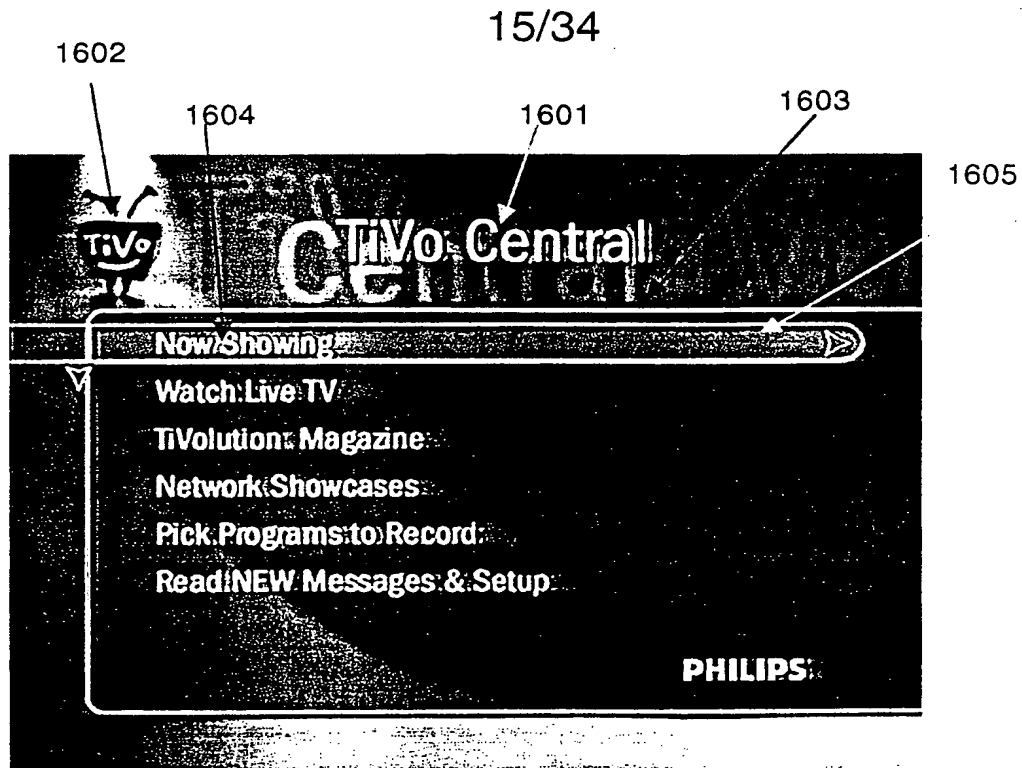 15/34
1602
1604
1601
1603
1605
TiVo
TiVo Central
Central
Now Showing
Watch Live TV
TiVolution Magazine
Network Showcases
Pick Programs to Record
Read NEW Messages & Setup
PHILIPS